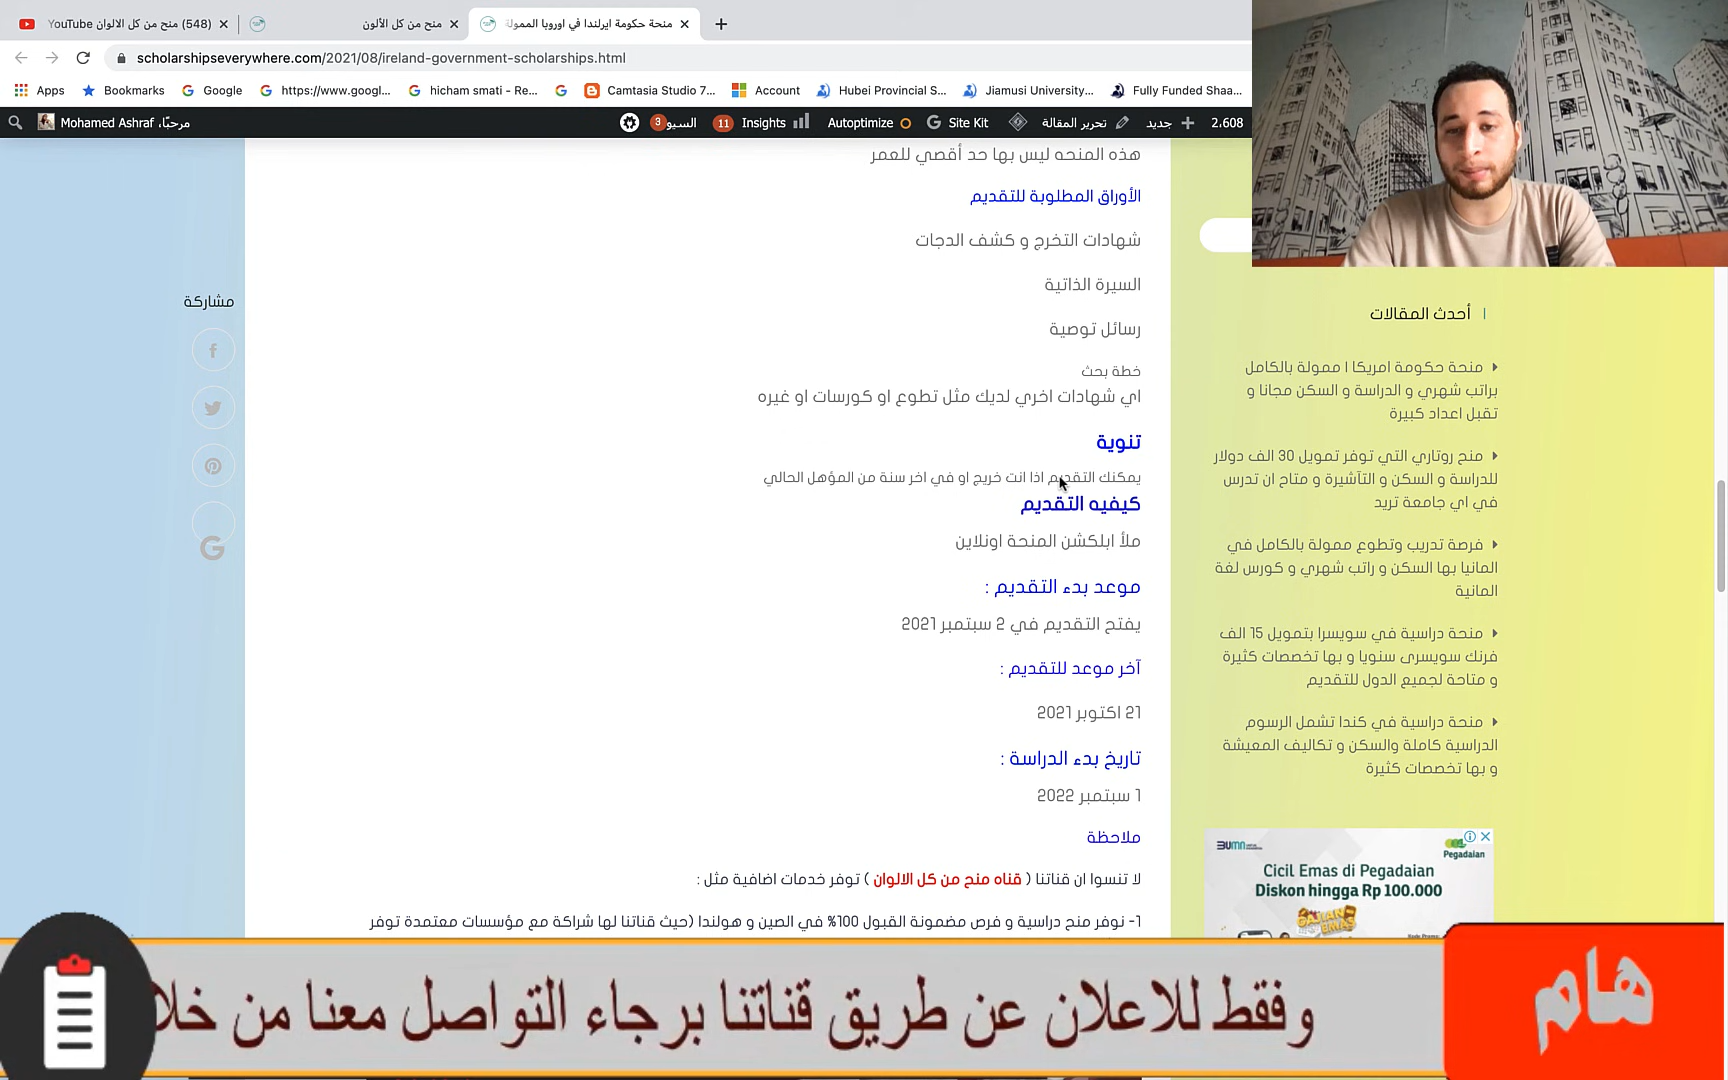 (548) منح من كل الالوان YouTube
منح من كل الألون
منحة حكومة ايرلندا في اوروبا الممولة
scholarshipseverywhere.com/2021/08/ireland-government-scholarships.html
Apps
Bookmarks
Google
https://www.googl...
hicham smati - Re...
Camtasia Studio 7...
Account
Hubei Provincial S...
Jiamusi University...
Fully Funded Shaa...
مرحبًا، Mohamed Ashraf
السيو 3
11 Insights
Autoptimize
Site Kit
تحرير المقالة
جديد
2,608
هذه المنحه ليس بها حد أقصي للعمر
الأوراق المطلوبة للتقديم
شهادات التخرج و كشف الدجات
السيرة الذاتية
رسائل توصية
خطة بحث
اي شهادات اخري لديك مثل تطوع او كورسات او غيره
تنوية
يمكنك التقديم اذا انت خريج او في اخر سنة من المؤهل الحالي
كيفيه التقديم
ملأ ابلكشن المنحة اونلاين
موعد بدء التقديم :
يفتح التقديم في 2 سبتمبر 2021
آخر موعد للتقديم :
21 اكتوبر 2021
تاريخ بدء الدراسة :
1 سبتمبر 2022
ملاحظة
لا تنسوا ان قناتنا ( قناه منح من كل الالوان ) توفر خدمات اضافية مثل :
1- نوفر منح دراسية و فرص مضمونة القبول 100% في الصين و هولندا (حيث قناتنا لها شراكة مع مؤسسات معتمدة توفر
مشاركة
أحدث المقالات
منحة حكومة امريكا | ممولة بالكامل
براتب شهري و الدراسة و السكن مجانا و
تقبل اعداد كبيرة
منح روتاري التي توفر تمويل 30 الف دولار
للدراسة و السكن و التآشيرة و متاح ان تدرس
في اي جامعة تريد
فرصة تدريب وتطوع ممولة بالكامل في
المانيا بها السكن و راتب شهري و كورس لغة
المانية
منحة دراسية في سويسرا بتمويل 15 الف
فرنك سويسرى سنويا و بها تخصصات كثيرة
و متاحة لجميع الدول للتقديم
منحة دراسية في كندا تشمل الرسوم
الدراسية كاملة والسكن و تكاليف المعيشة
و بها تخصصات كثيرة
BUMN
Pegadaian
Cicil Emas di Pegadaian
Diskon hingga Rp 100.000
هام
وفقط للاعلان عن طريق قناتنا برجاء التواصل معنا من خلا